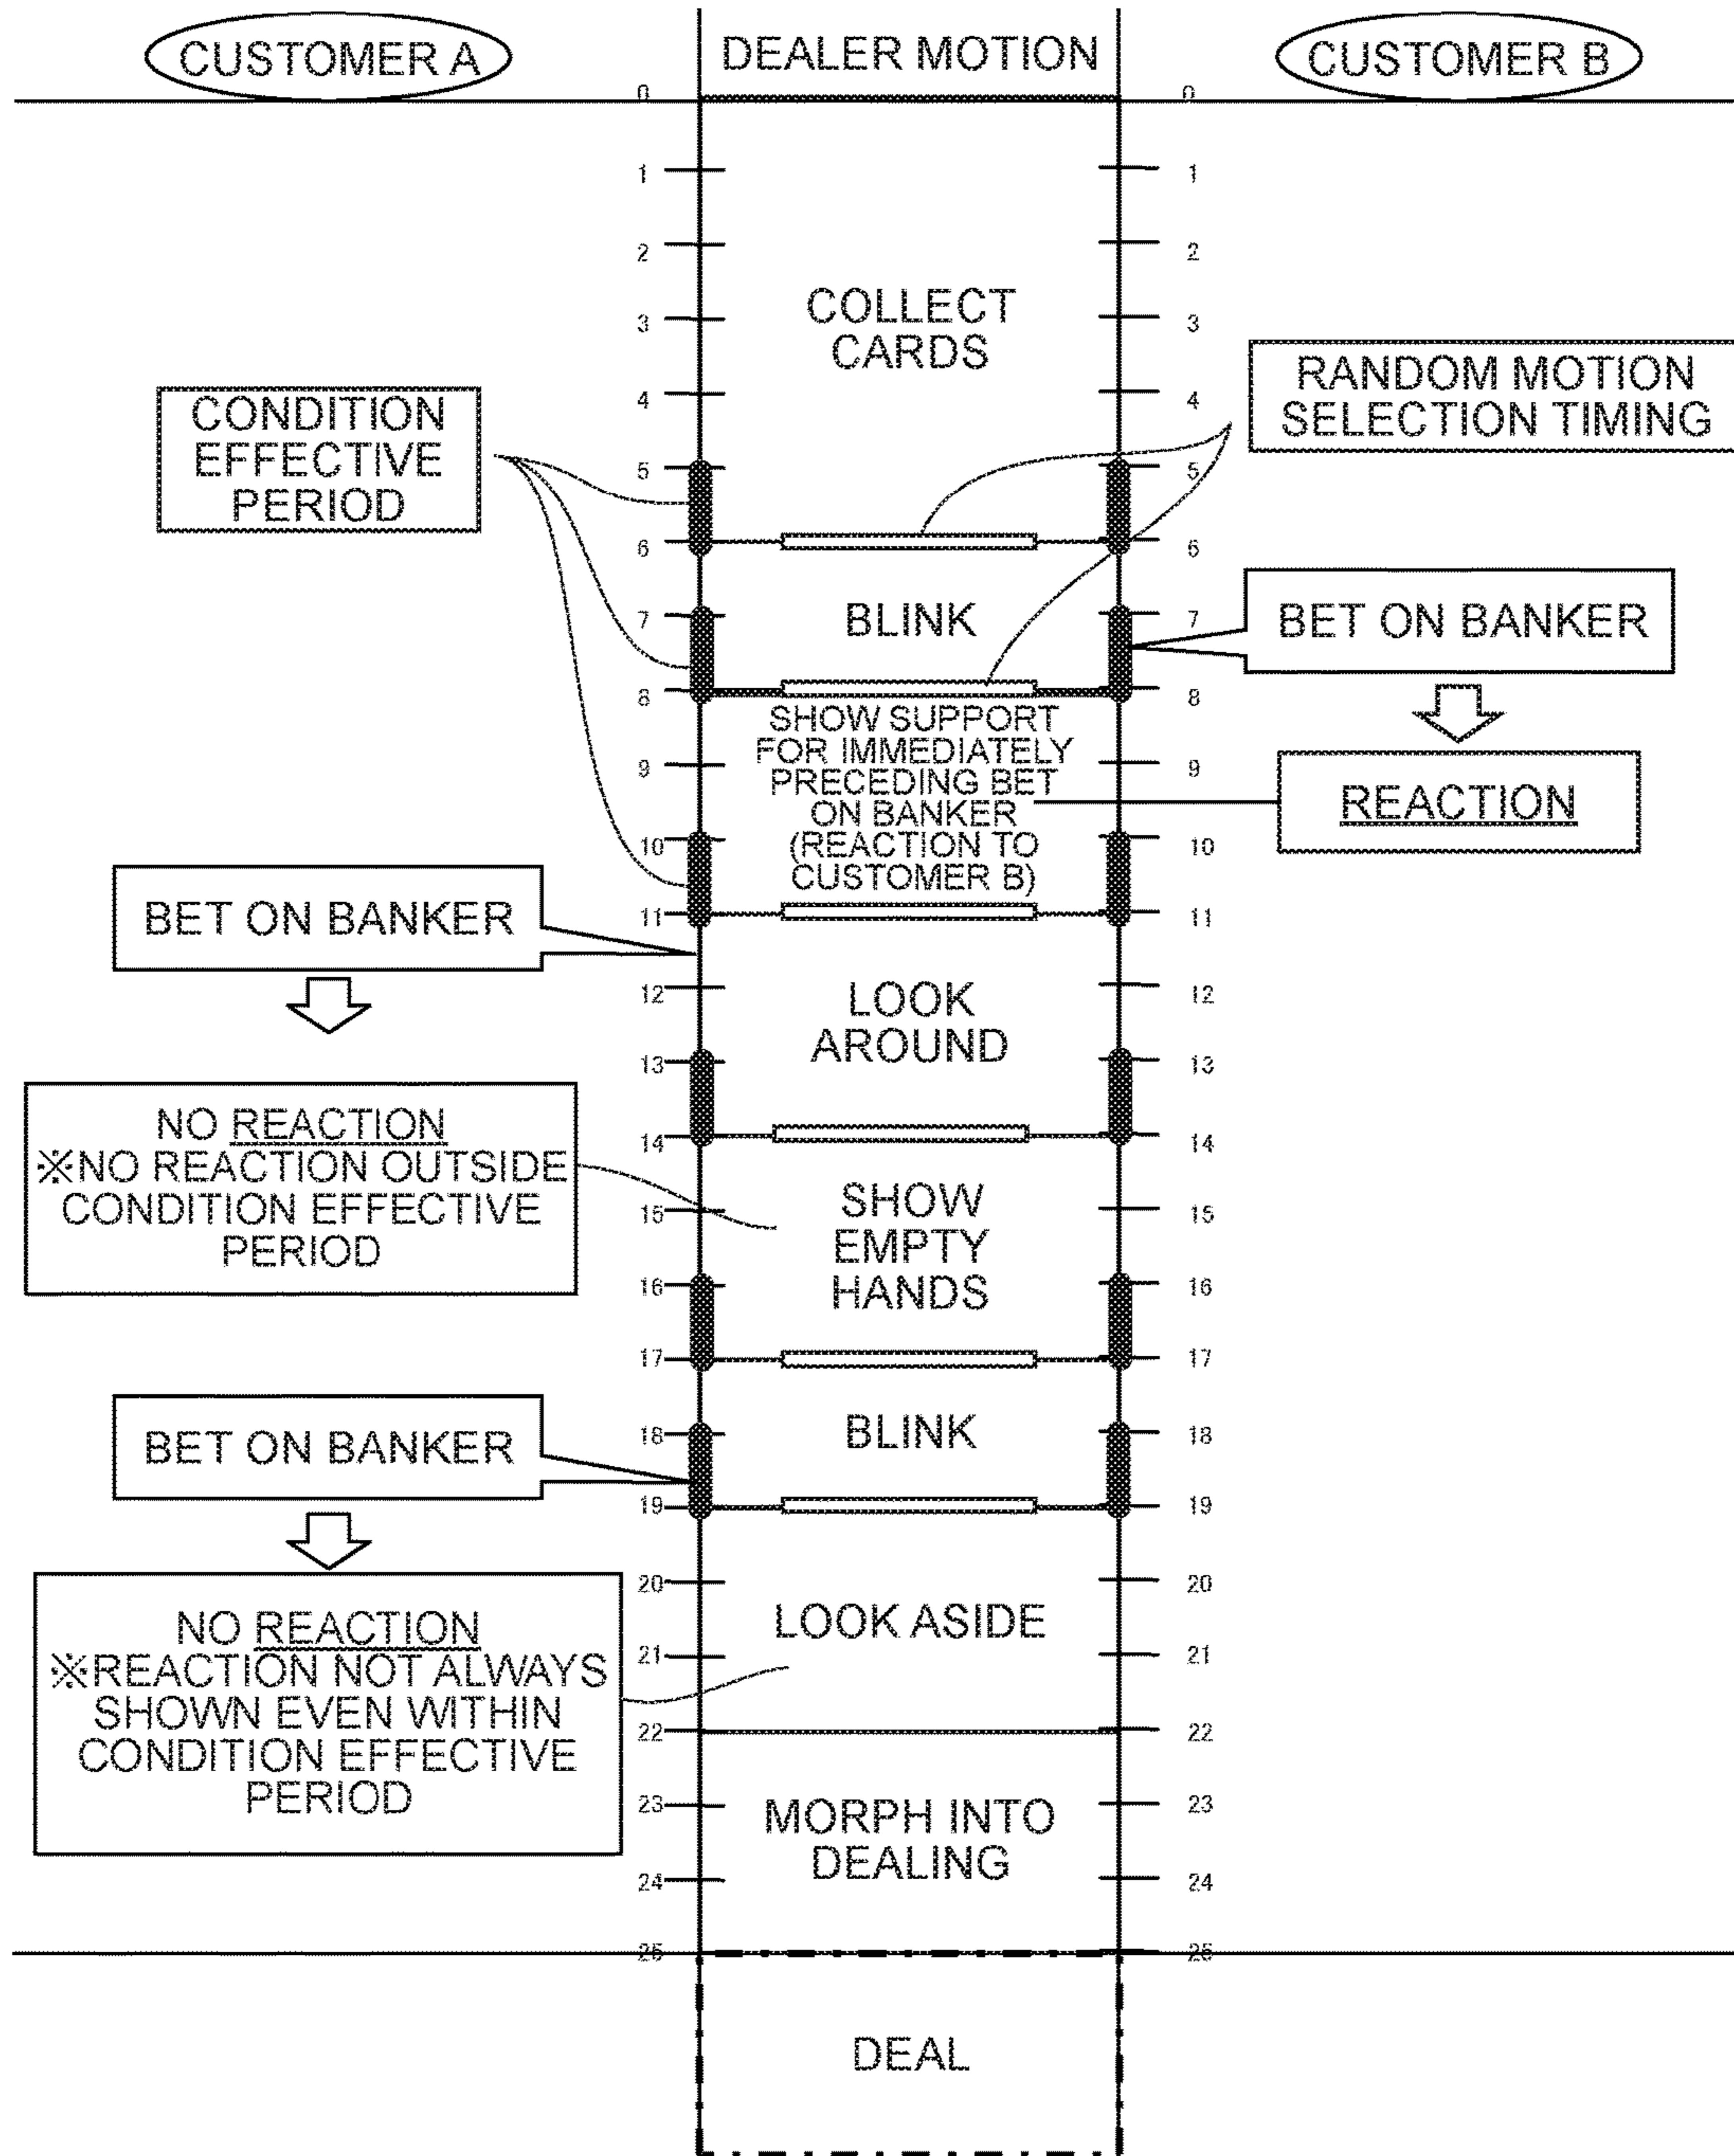 CUSTOMER A
DEALER MOTION
CUSTOMER B
0
0
1
1
2
2
COLLECT
CARDS
3
3
4
4
CONDITION
EFFECTIVE
PERIOD
RANDOM MOTION
SELECTION TIMING
5
5
6
6
BLINK
7
7
BET ON BANKER
8
8
SHOW SUPPORT
FOR IMMEDIATELY
PRECEDING BET
ON BANKER
(REACTION TO
CUSTOMER B)
9
9
REACTION
10
10
11
11
BET ON BANKER
LOOK
AROUND
12
12
13
13
NO REACTION
※NO REACTION OUTSIDE
CONDITION EFFECTIVE
PERIOD
14
14
SHOW
EMPTY
HANDS
15
15
16
16
17
17
BET ON BANKER
BLINK
18
18
19
19
20
20
LOOK ASIDE
NO REACTION
※REACTION NOT ALWAYS
SHOWN EVEN WITHIN
CONDITION EFFECTIVE
PERIOD
21
21
22
22
MORPH INTO
DEALING
23
23
24
24
25
25
DEAL